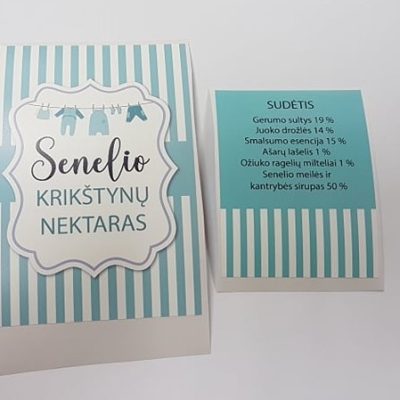 Senelio
KRIKŠTYNŲ
NEKTARAS
SUDĖTIS
Gerumo sultys 19 %
Juoko drožlės 14 %
Smalsumo esencija 15 %
Ašarų lašelis 1 %
Ožiuko ragelių milteliai 1 %
Senelio meilės ir
kantrybės sirupas 50 %